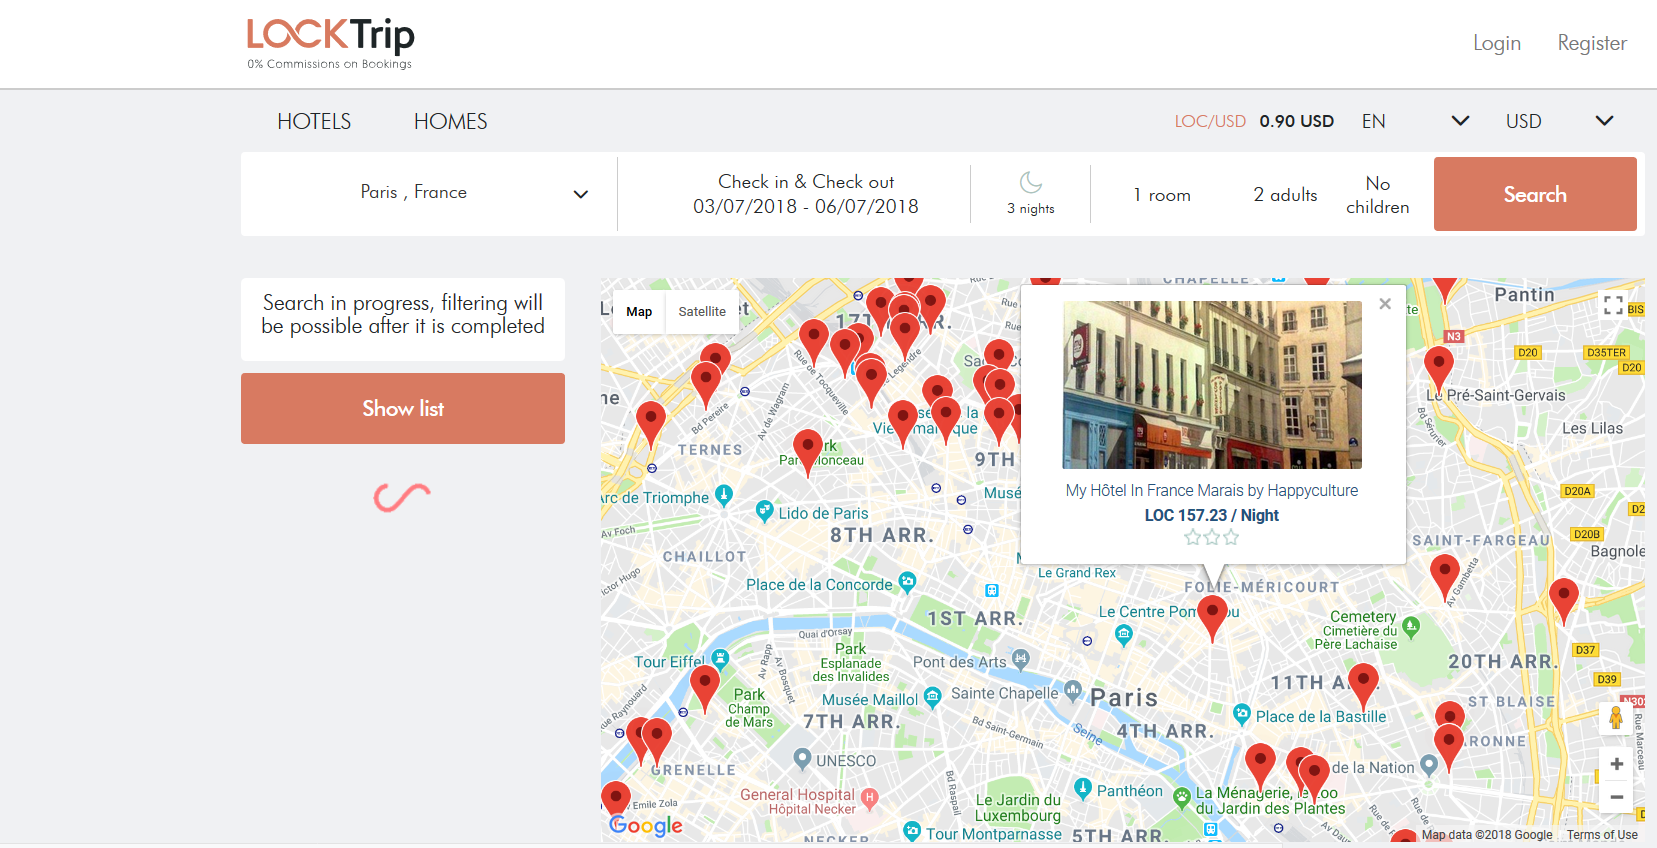 LOCKTrip
0% Commissions on Bookings
Login
Register
HOTELS
HOMES
LOC/USD 0.90 USD
EN
USD
Paris , France
Check in & Check out
03/07/2018 - 06/07/2018
3 nights
1 room
2 adults
No
children
Search
Search in progress, filtering will
be possible after it is completed
Show list
Map
Satellite
My Hôtel In France Marais by Happyculture
LOC 157.23 / Night
CHAPELLE
Pantin
BIS
N3
D20
D35TER
D20
Le Pré-Saint-Gervais
Les Lilas
Bd Sérurier
Rue de Tocqueville
Legendre
Av de Wagram
Bd Pereire
TERNES
9TH
Arc de Triomphe
Lido de Paris
Av Foch
8TH ARR.
CHAILLOT
Place de la Concorde
Le Grand Rex
FOLIE-MÉRICOURT
D20A
D20B
SAINT-FARGEAU
Av Gambetta
1ST ARR.
Cemetery
Cimetière du
Père Lachaise
Quai d'Orsay
Tour Eiffel
Park
Esplanade
des Invalides
Pont des Arts
Av Rapp
Av Bosquet
Park
Champ
de Mars
Musée Maillol
Sainte Chapelle
Paris
7TH ARR.
Place de la Bastille
4TH ARR.
Seine
Bd Saint-Germain
20TH ARR.
D37
D39
ST BLAISE
UNESCO
GRENELLE
General Hospital
Hôpital Necker
Bd Raspail
Le Jardin du
Luxembourg
Panthéon
La Ménagerie, le Zoo
du Jardin des Plantes
de la Nation
Rue Marceau
Emile Zola
Google
NECKER
Tour Montparnasse
5TH ARR.
Map data ©2018 Google
Terms of Use